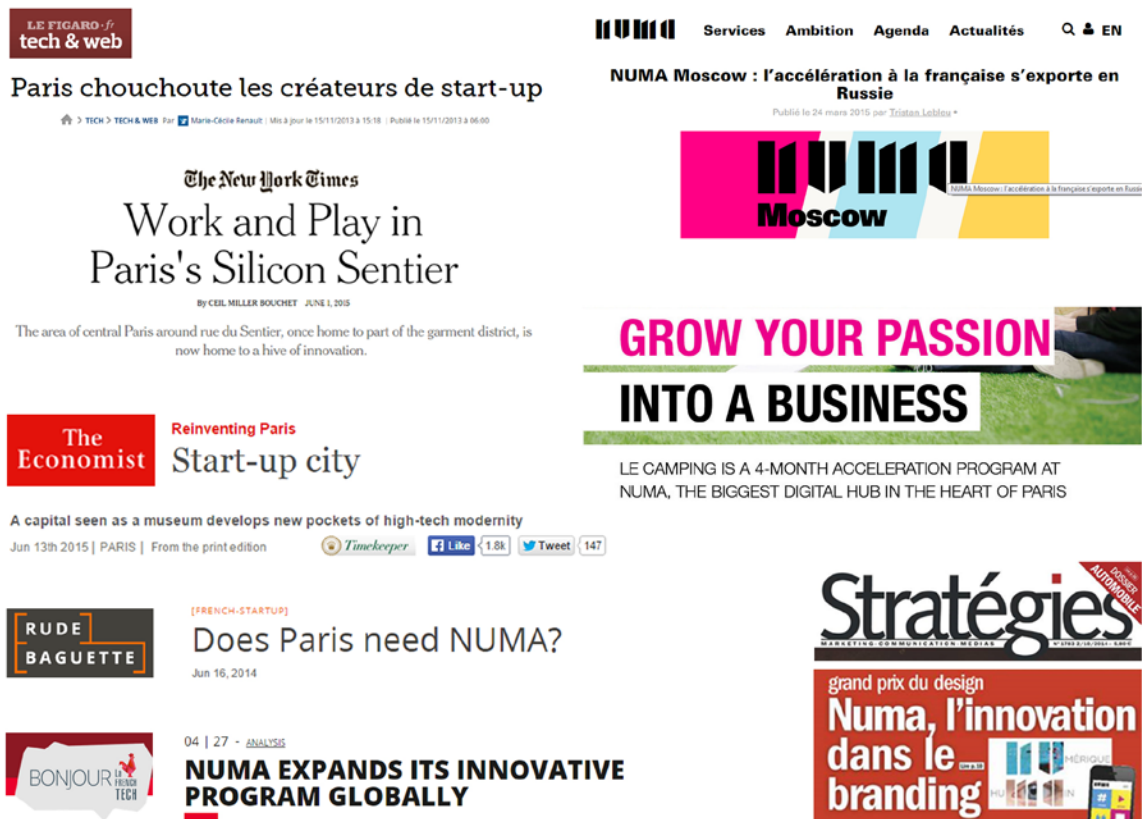 LE FIGARO·fr
tech & web
Paris chouchoute les créateurs de start-up
> TECH > TECH & WEB Par Marie-Cécile Renault | Mis à jour le 15/11/2013 à 15:18 | Publié le 15/11/2013 à 06:00
The New York Times
Work and Play in
Paris's Silicon Sentier
By CEIL MILLER BOUCHET JUNE 1, 2015
The area of central Paris around rue du Sentier, once home to part of the garment district, is
now home to a hive of innovation.
The
Economist
Reinventing Paris
Start-up city
A capital seen as a museum develops new pockets of high-tech modernity
Jun 13th 2015 | PARIS | From the print edition
Timekeeper
Like 1.8k
Tweet 147
RUDE
BAGUETTE
[FRENCH-STARTUP]
Does Paris need NUMA?
Jun 16, 2014
BONJOUR La
FRENCH
TECH
04 | 27 - ANALYSIS
NUMA EXPANDS ITS INNOVATIVE
PROGRAM GLOBALLY
numa Services Ambition Agenda Actualités EN
NUMA Moscow : l'accélération à la française s'exporte en
Russie
Publié le 24 mars 2015 par Tristan Lebleu
numa
Moscow
NUMA Moscow : l'accélération à la française s'exporte en Russie
GROW YOUR PASSION
INTO A BUSINESS
LE CAMPING IS A 4-MONTH ACCELERATION PROGRAM AT
NUMA, THE BIGGEST DIGITAL HUB IN THE HEART OF PARIS
Stratégies
DOSSIER
AUTOMOBILE
MARKETING·COMMUNICATION·MÉDIAS
grand prix du design
Numa, l'innovation
dans le
branding
Lire p.